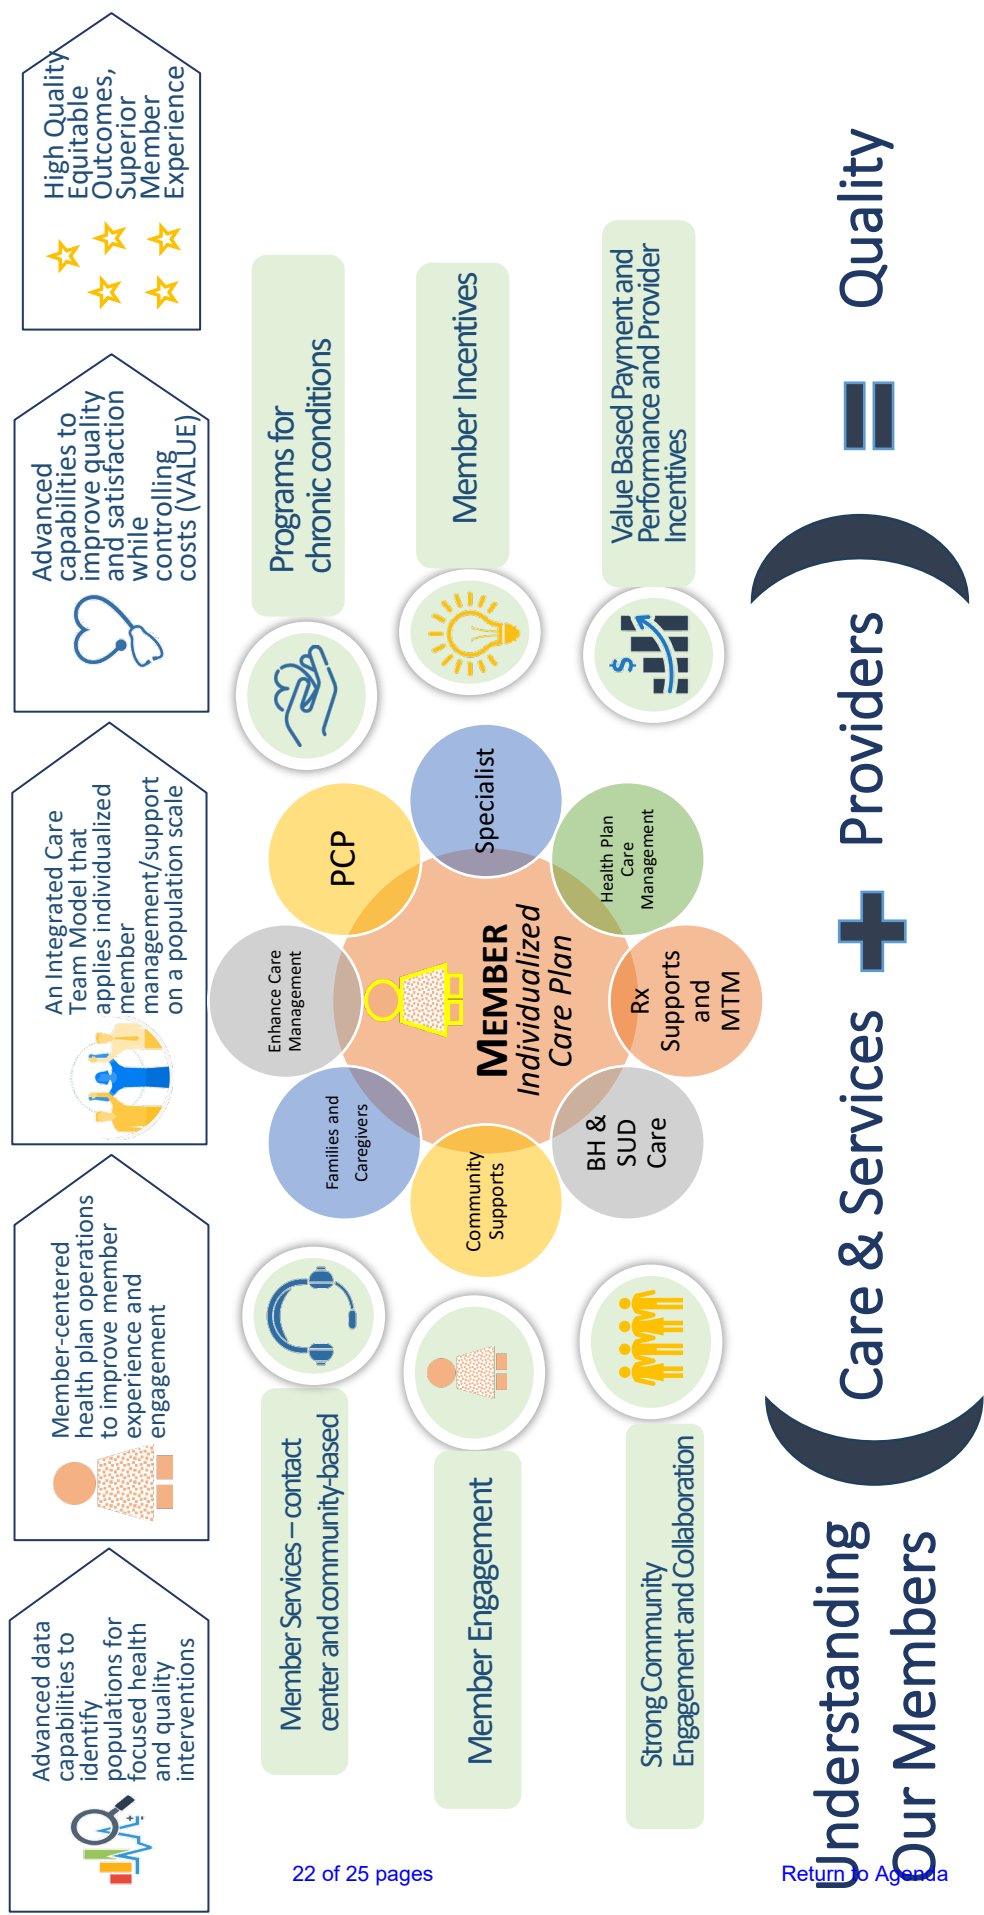 Advanced data
capabilities to
identify
populations for
focused health
and quality
interventions
Member-centered
health plan operations
to improve member
experience and
engagement
An Integrated Care
Team Model that
applies individualized
member
management/support
on a population scale
Advanced
capabilities to
improve quality
and satisfaction
while
controlling
costs (VALUE)
High Quality
Equitable
Outcomes,
Superior
Member
Experience
Member Services – contact
center and community-based
Member Engagement
Strong Community
Engagement and Collaboration
Enhance Care
Management
PCP
Specialist
Health Plan
Care
Management
Rx
Supports
and
MTM
BH &
SUD
Care
Community
Supports
Families and
Caregivers
MEMBER
Individualized
Care Plan
Programs for
chronic conditions
Member Incentives
$
Value Based Payment and
Performance and Provider
Incentives
Understanding
Our Members
( Care & Services + Providers ) = Quality
22 of 25 pages
Return to Agenda